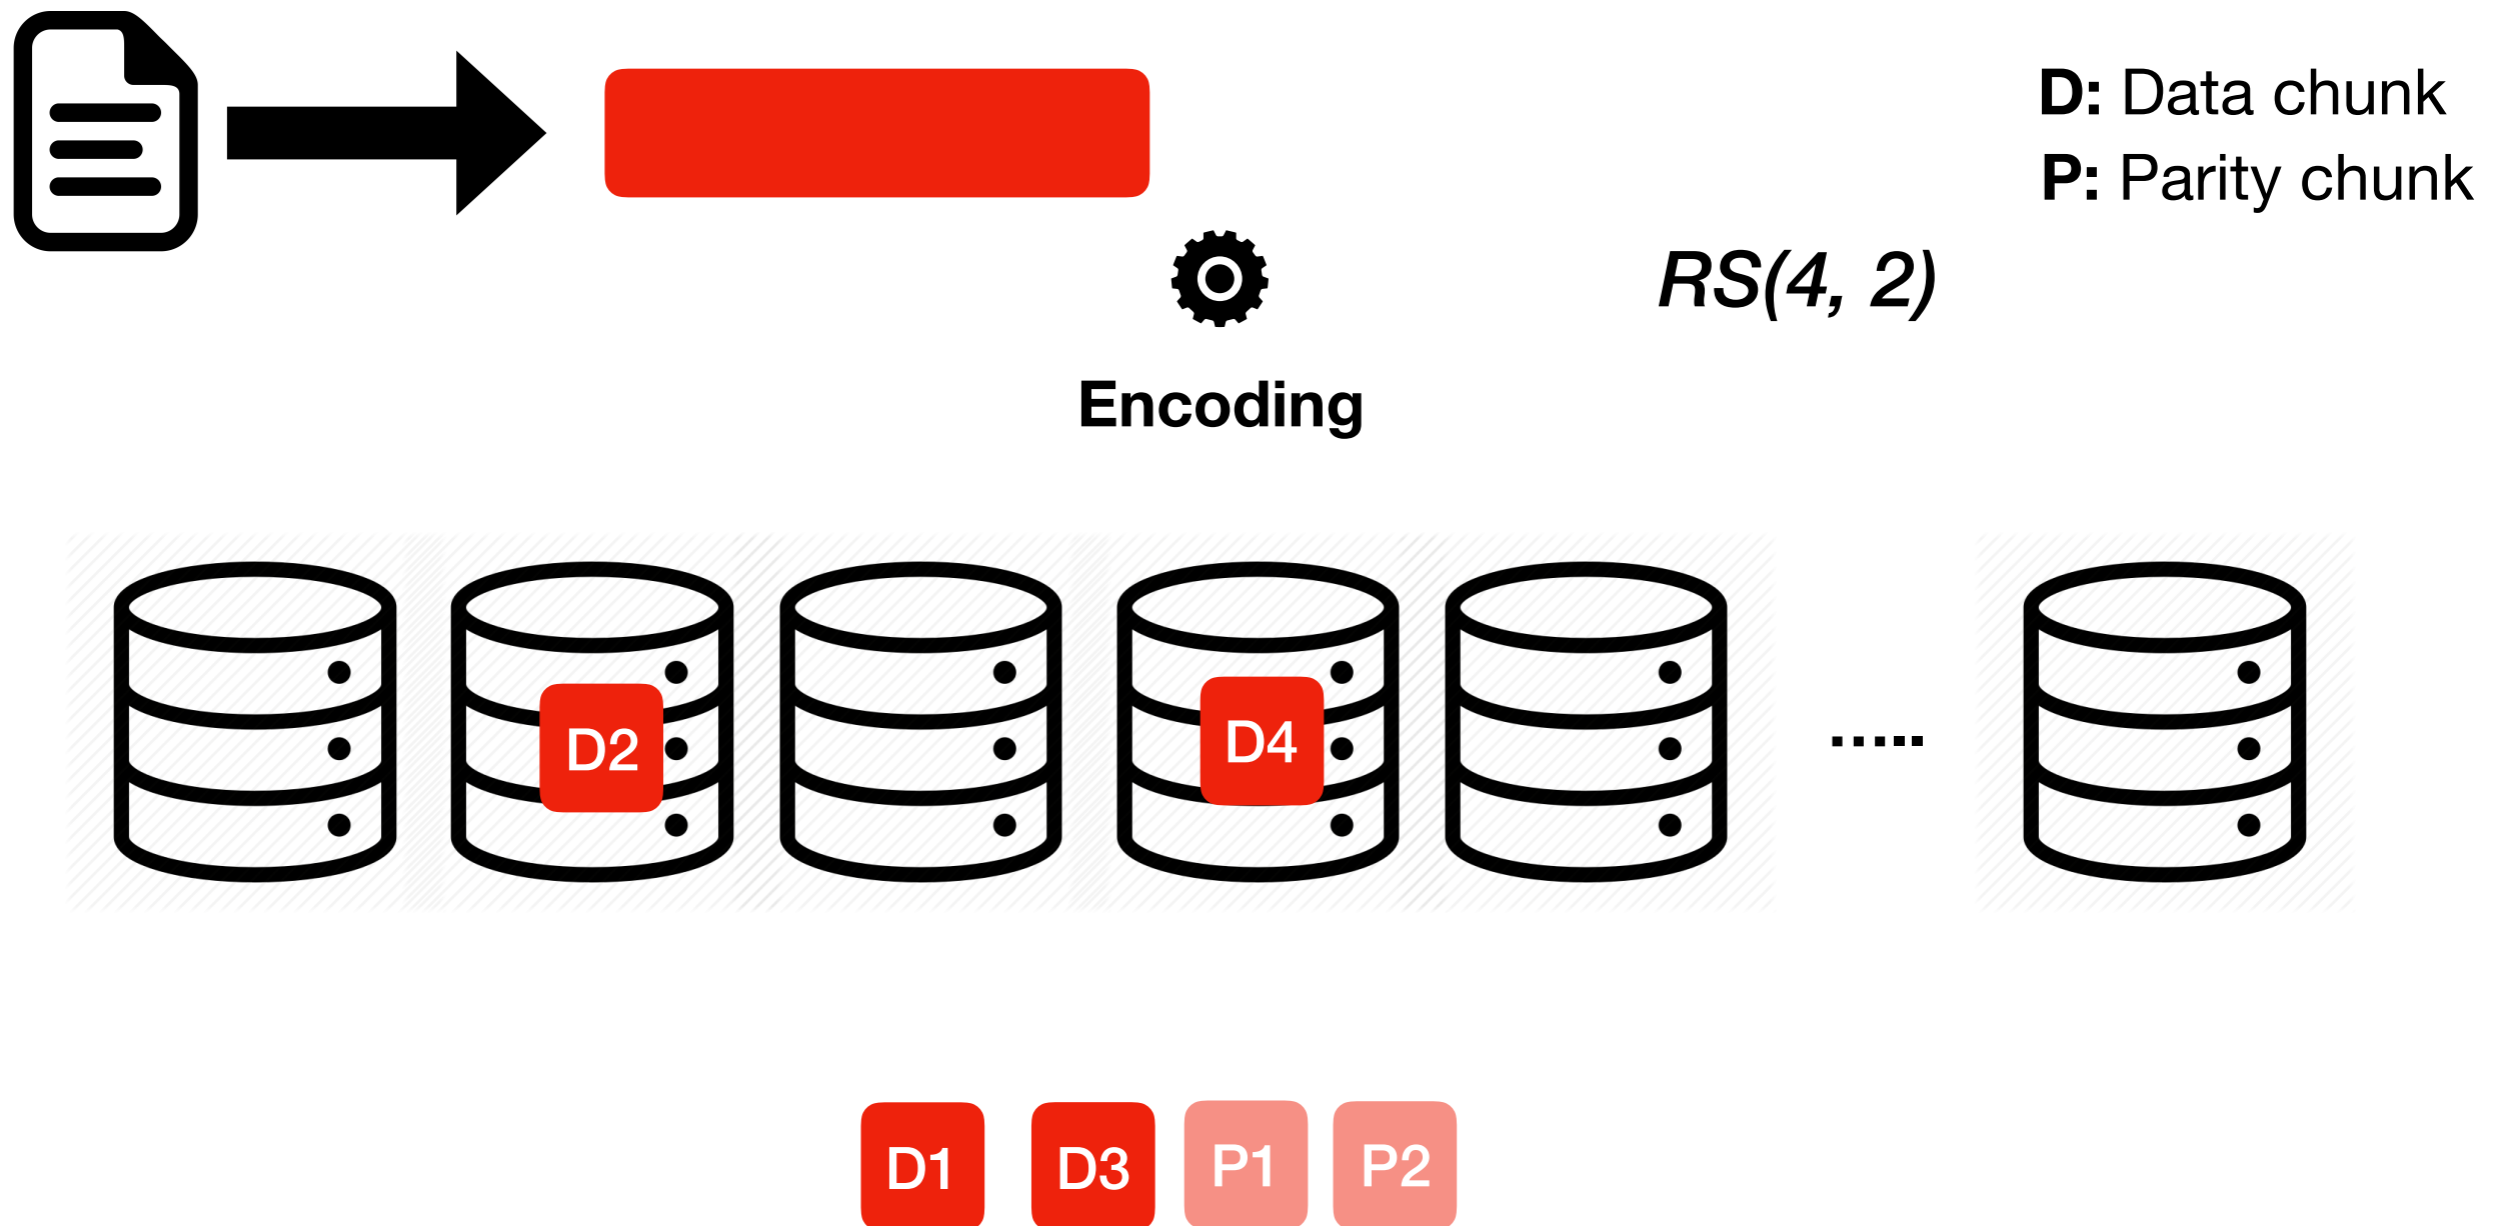 D: Data chunk
P: Parity chunk
RS(4, 2)
Encoding
D2
D4
......
D1
D3
P1
P2